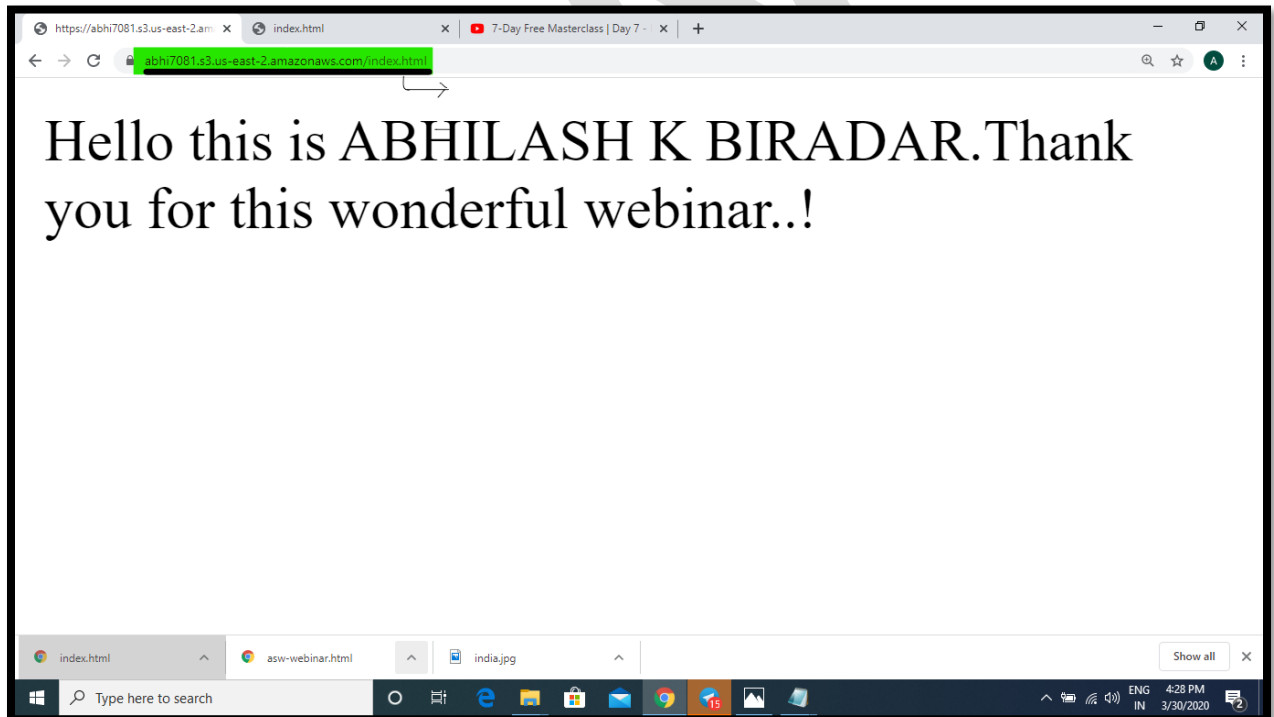 https://abhi7081.s3.us-east-2.am
index.html
7-Day Free Masterclass | Day 7 -
abhi7081.s3.us-east-2.amazonaws.com/index.html
A
Hello this is ABHILASH K BIRADAR.Thank
you for this wonderful webinar..!
index.html
asw-webinar.html
india.jpg
Show all
Type here to search
15
ENG
IN
4:28 PM
3/30/2020
2